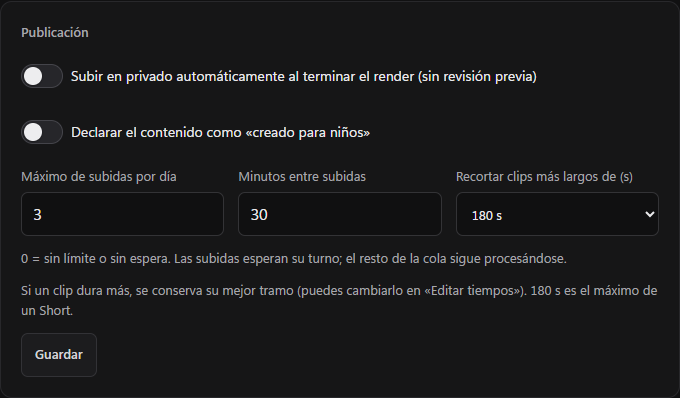 Publicación
Subir en privado automáticamente al terminar el render (sin revisión previa)
Declarar el contenido como «creado para niños»
Máximo de subidas por día
Minutos entre subidas
Recortar clips más largos de (s)
3
30
180 s
0 = sin límite o sin espera. Las subidas esperan su turno; el resto de la cola sigue procesándose.
Si un clip dura más, se conserva su mejor tramo (puedes cambiarlo en «Editar tiempos»). 180 s es el máximo de
un Short.
Guardar